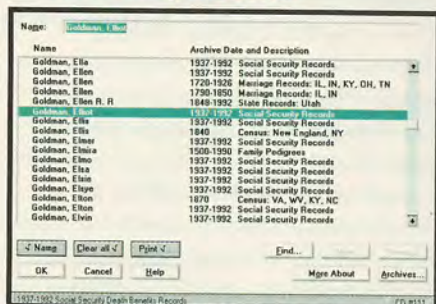 Name: Goldman, Elliot
Name Archive Date and Description
Goldman, Ella 1937-1992 Social Security Records
Goldman, Ellen 1937-1992 Social Security Records
Goldman, Ellen 1720-1926 Marriage Records: IL, IN, KY, OH, TN
Goldman, Ellen 1790-1850 Marriage Records: IL, IN
Goldman, Ellen R. R 1848-1992 State Records: Utah
Goldman, Elliot 1937-1992 Social Security Records
Goldman, Ellis 1937-1992 Social Security Records
Goldman, Ellis 1840 Census: New England, NY
Goldman, Elmer 1937-1992 Social Security Records
Goldman, Elmira 1500-1990 Family Pedigrees
Goldman, Elmo 1937-1992 Social Security Records
Goldman, Elsa 1937-1992 Social Security Records
Goldman, Elsie 1937-1992 Social Security Records
Goldman, Elsye 1937-1992 Social Security Records
Goldman, Elton 1870 Census: VA, WV, KY, NC
Goldman, Elton 1937-1992 Social Security Records
Goldman, Elvin 1937-1992 Social Security Records
√ Name Clear all √ Print √ Find...
OK Cancel Help More About Archives...
1937-1992 Social Security Death Benefits Records CD #111